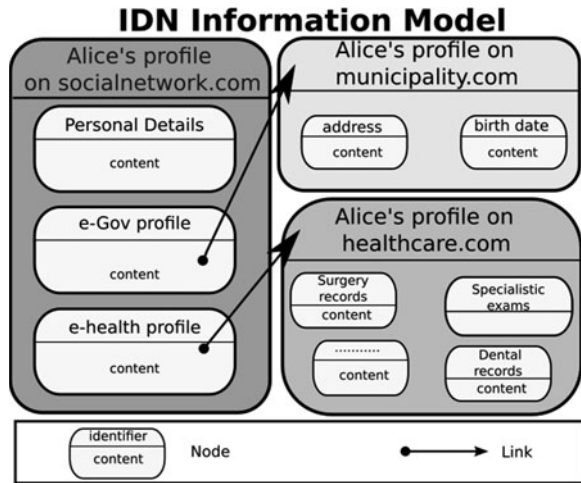 IDN Information Model
Alice's profile
on socialnetwork.com
Personal Details
content
e-Gov profile
content
e-health profile
content
Alice's profile on
municipality.com
address
content
birth date
content
Alice's profile on
healthcare.com
Surgery
records
content
Specialistic
exams
...........
content
Dental
records
content
identifier
content
Node
Link